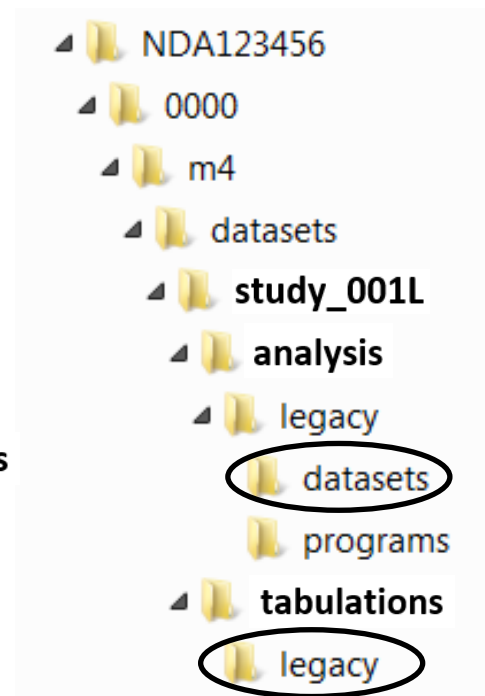 NDA123456
0000
m4
datasets
study_001L
analysis
legacy
s
datasets
programs
tabulations
legacy